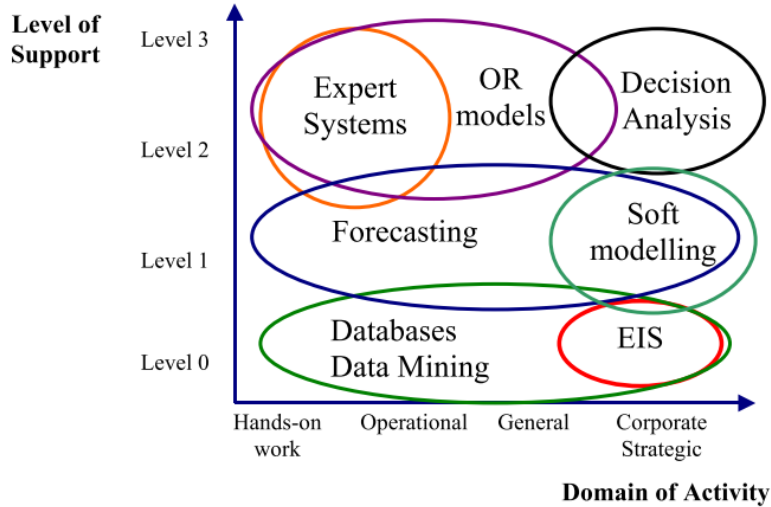 Level of
Support
Level 3
Level 2
Level 1
Level 0
Expert
Systems
OR
models
Decision
Analysis
Forecasting
Soft
modelling
Databases
Data Mining
EIS
Hands-on
work
Operational
General
Corporate
Strategic
Domain of Activity